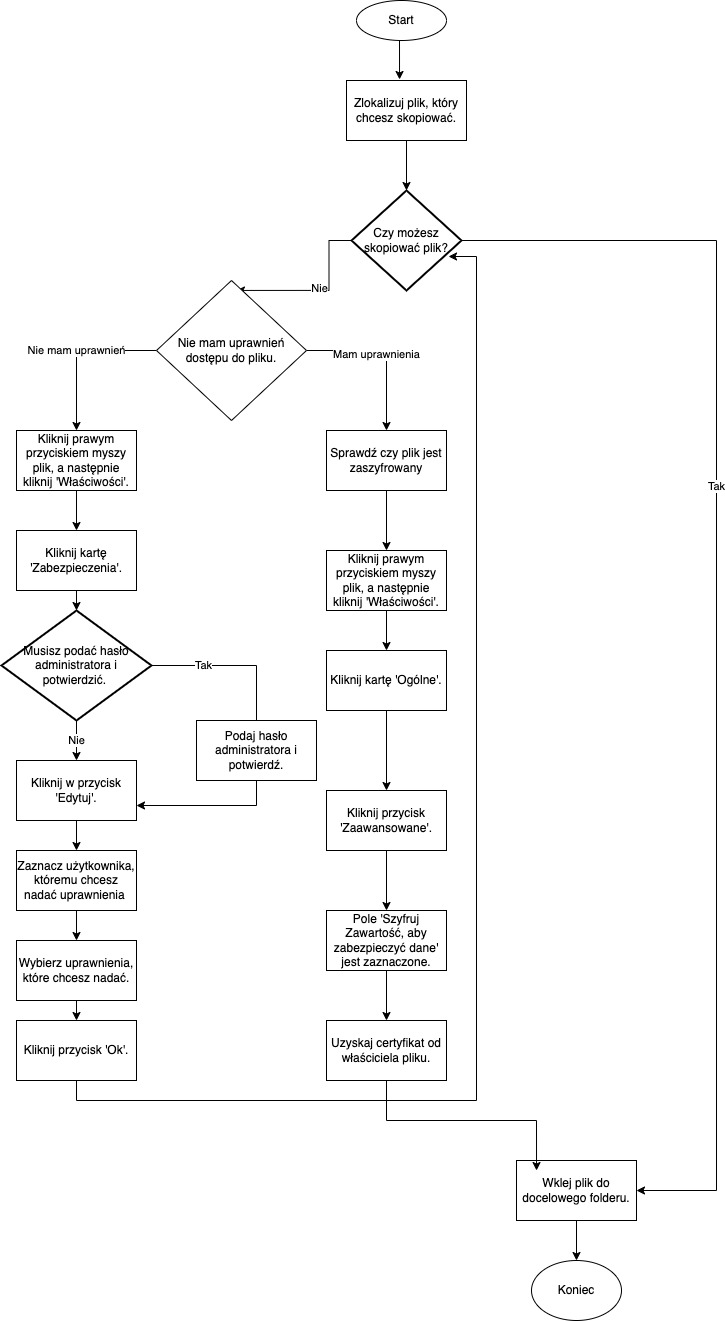 Start
Zlokalizuj plik, który
chcesz skopiować.
Czy możesz
skopiować plik?
Nie
Nie mam uprawnień
dostępu do pliku.
Nie mam uprawnień
Mam uprawnienia
Kliknij prawym
przyciskiem myszy
plik, a następnie
kliknij 'Właściwości'.
Sprawdź czy plik jest
zaszyfrowany
Tak
Kliknij kartę
'Zabezpieczenia'.
Kliknij prawym
przyciskiem myszy
plik, a następnie
kliknij 'Właściwości'.
Musisz podać hasło
administratora i
potwierdzić.
Tak
Kliknij kartę 'Ogólne'.
Nie
Podaj hasło
administratora i
potwierdź.
Kliknij w przycisk
'Edytuj'.
Kliknij przycisk
'Zaawansowane'.
Zaznacz użytkownika,
któremu chcesz
nadać uprawnienia
Pole 'Szyfruj
Zawartość, aby
zabezpieczyć dane'
jest zaznaczone.
Wybierz uprawnienia,
które chcesz nadać.
Kliknij przycisk 'Ok'.
Uzyskaj certyfikat od
właściciela pliku.
Wklej plik do
docelowego folderu.
Koniec